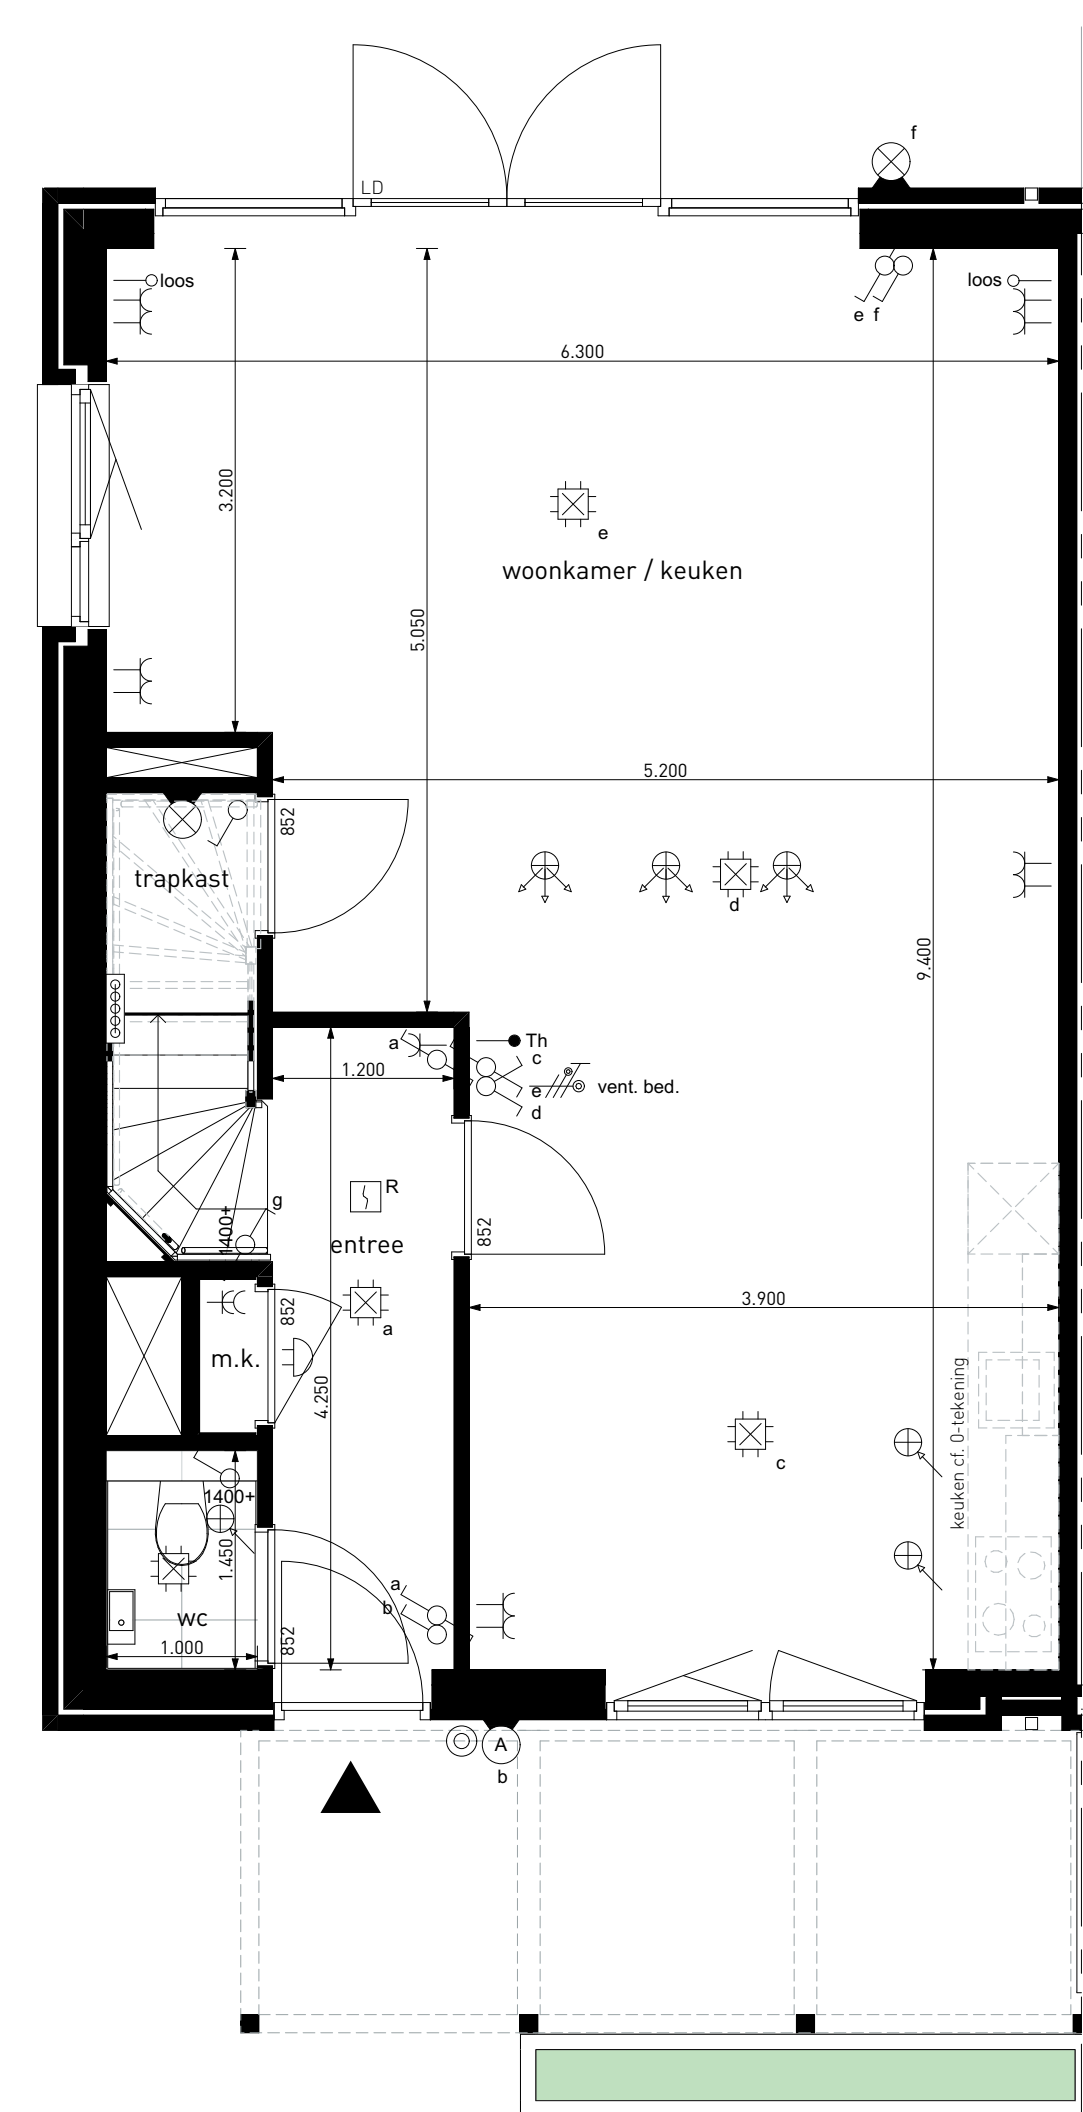 f
LD
loos
loos
e f
6.300
3.200
e
woonkamer / keuken
5.050
5.200
852
trapkast
d
9.400
a
Th
c
1.200
e
vent. bed.
d
R
g
1400+
entree
852
3.900
852
a
m.k.
4.250
keuken cf. 0-tekening
c
1400+
1.450
a
b
wc
852
1.000
A
b